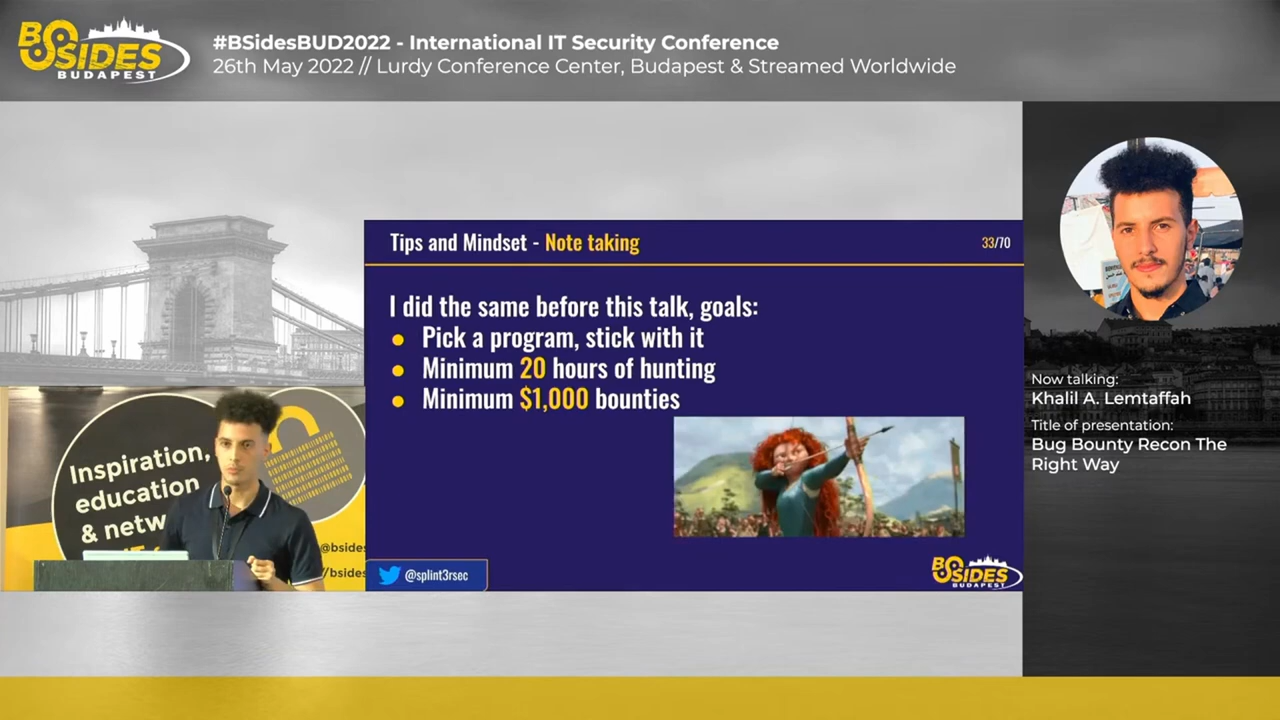 BSIDES
BUDAPEST
#BSidesBUD2022 - International IT Security Conference
26th May 2022 // Lurdy Conference Center, Budapest & Streamed Worldwide
Tips and Mindset - Note taking
33/70
I did the same before this talk, goals:
● Pick a program, stick with it
● Minimum 20 hours of hunting
● Minimum $1,000 bounties
@splint3rsec
BSIDES
BUDAPEST
Inspiration,
education
& netw
@bsides
/bsides
Now talking:
Khalil A. Lemtaffah
Title of presentation:
Bug Bounty Recon The
Right Way